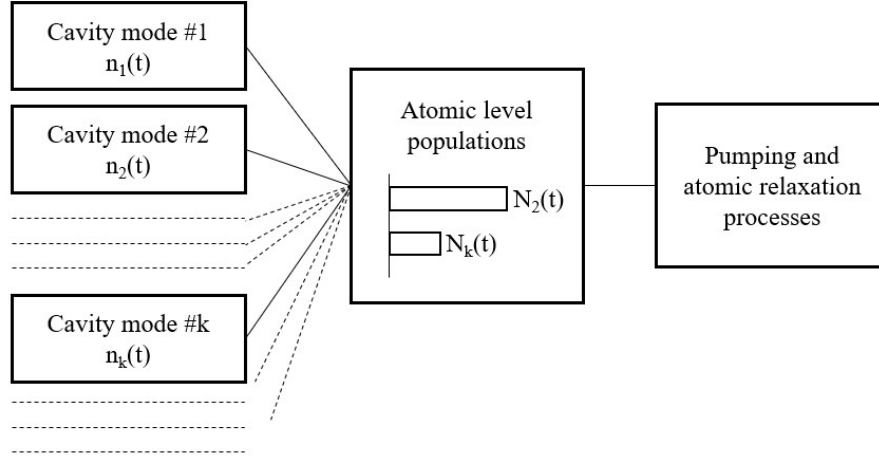 Cavity mode #1
n₁(t)
Cavity mode #2
n₂(t)
Cavity mode #k
nₖ(t)
Atomic level
populations
N₂(t)
Nₖ(t)
Pumping and
atomic relaxation
processes